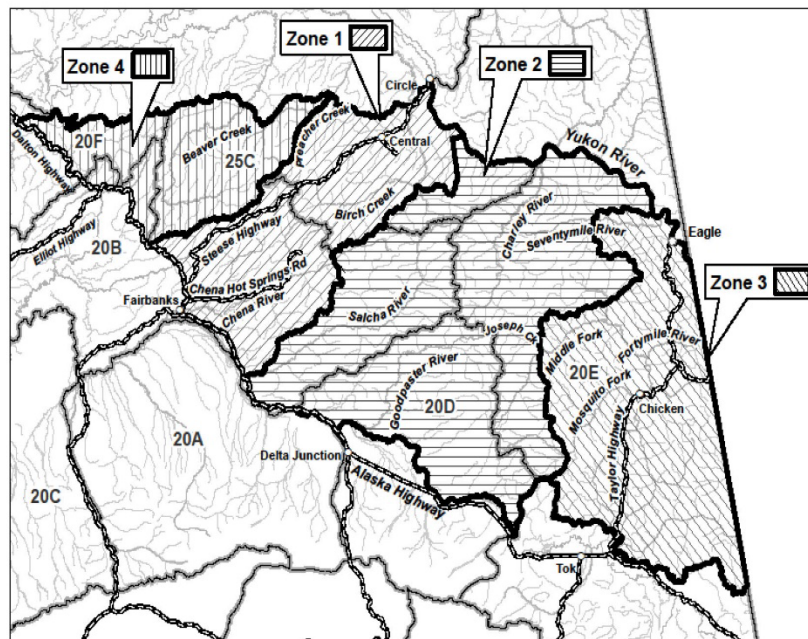 Zone 1
Zone 4
Zone 2
Circle
preacher Creek
Central
20F
Beaver Creek
25C
Dalton Highway
Yukon River
Birch Creek
Charley River
Steese Highway
Seventymile River
Eagle
Elliot Highway
20B
Zone 3
Chena Hot Springs Rd
Fairbanks
Chena River
Salcha River
Joseph Ck
Middle Fork
Fortymile River
Goodpaster River
20E
Mosquito Fork
20D
Chicken
20A
Taylor Highway
Delta Junction
Alaska Highway
20C
Tok